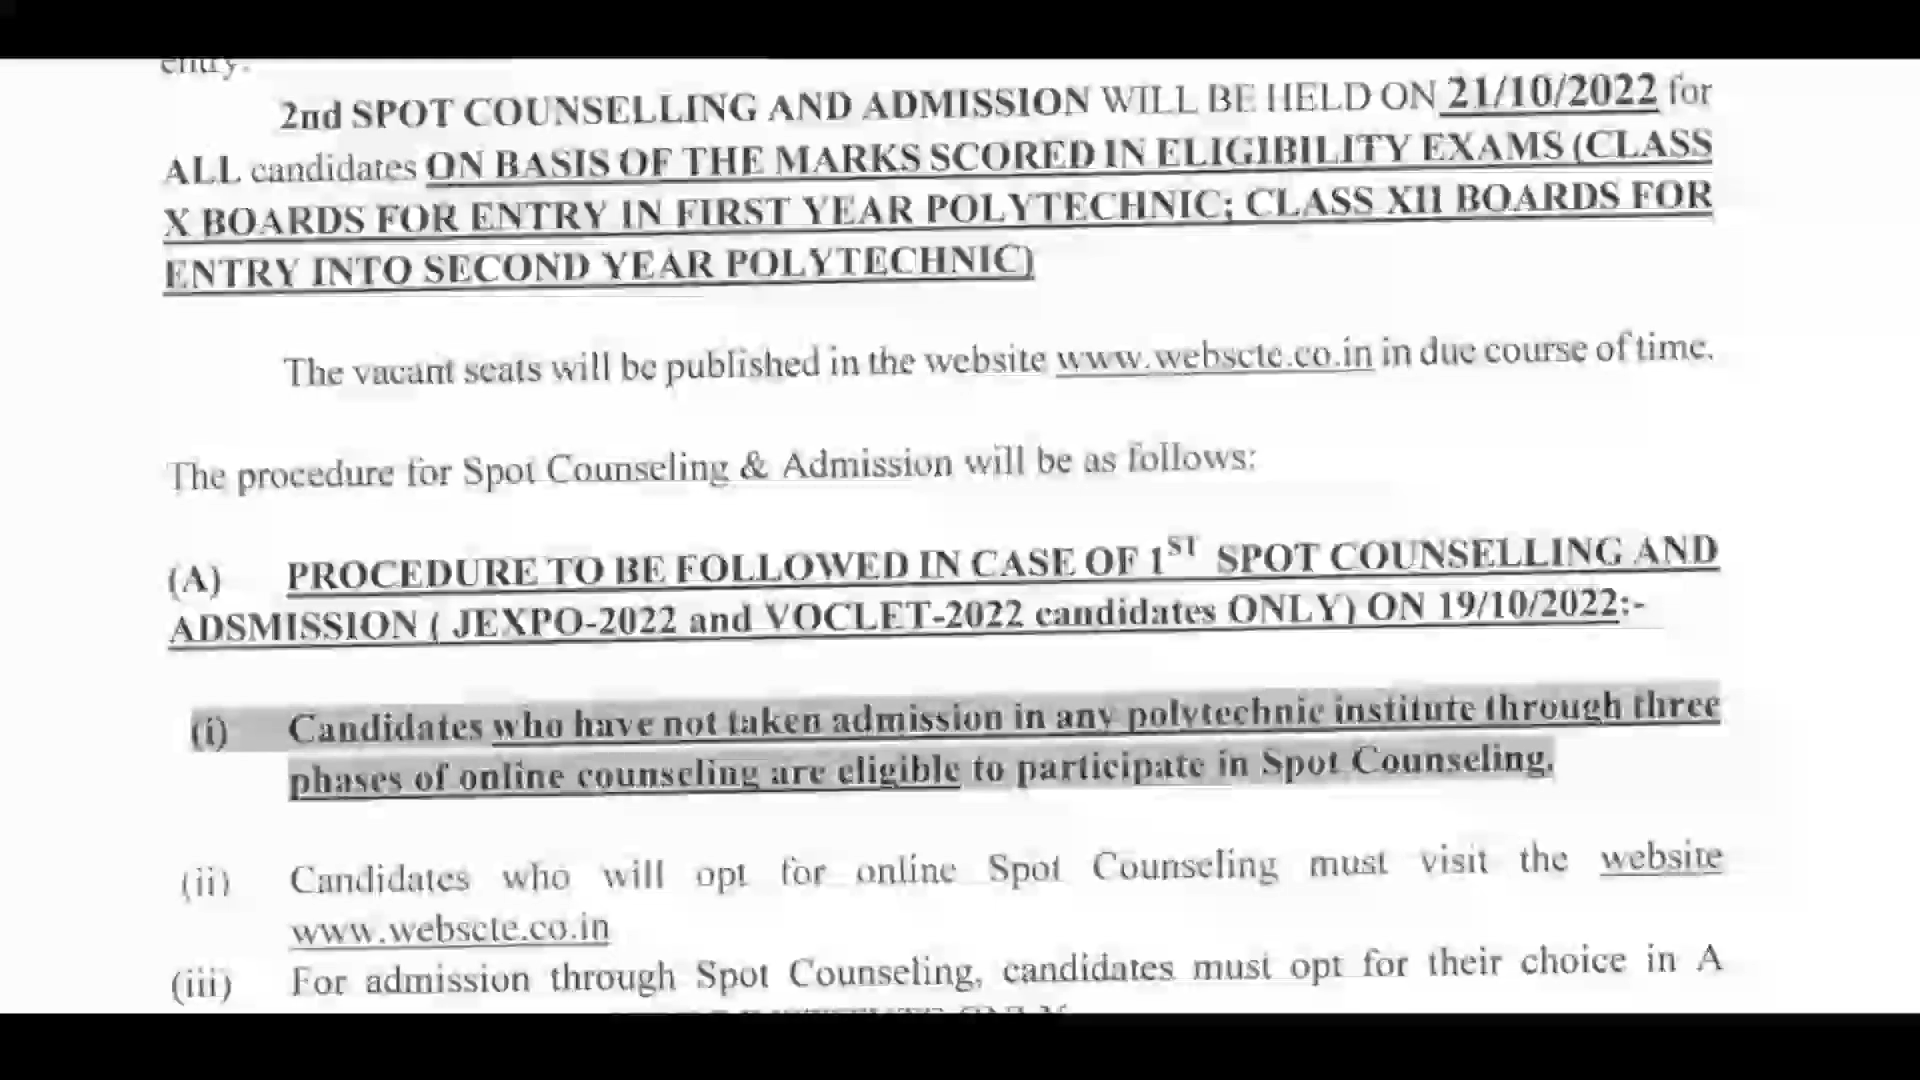 entry.
2nd SPOT COUNSELLING AND ADMISSION WILL BE HELD ON 21/10/2022 for
ALL candidates ON BASIS OF THE MARKS SCORED IN ELIGIBILITY EXAMS (CLASS
X BOARDS FOR ENTRY IN FIRST YEAR POLYTECHNIC; CLASS XII BOARDS FOR
ENTRY INTO SECOND YEAR POLYTECHNIC)
The vacant seats will be published in the website www.webscte.co.in in due course of time.
The procedure for Spot Counseling & Admission will be as follows:
(A) PROCEDURE TO BE FOLLOWED IN CASE OF 1ST SPOT COUNSELLING AND
ADSMISSION ( JEXPO-2022 and VOCLET-2022 candidates ONLY) ON 19/10/2022:-
(i) Candidates who have not taken admission in any polytechnic institute through three
phases of online counseling are eligible to participate in Spot Counseling.
(ii) Candidates who will opt for online Spot Counseling must visit the website
www.webscte.co.in
(iii) For admission through Spot Counseling, candidates must opt for their choice in A